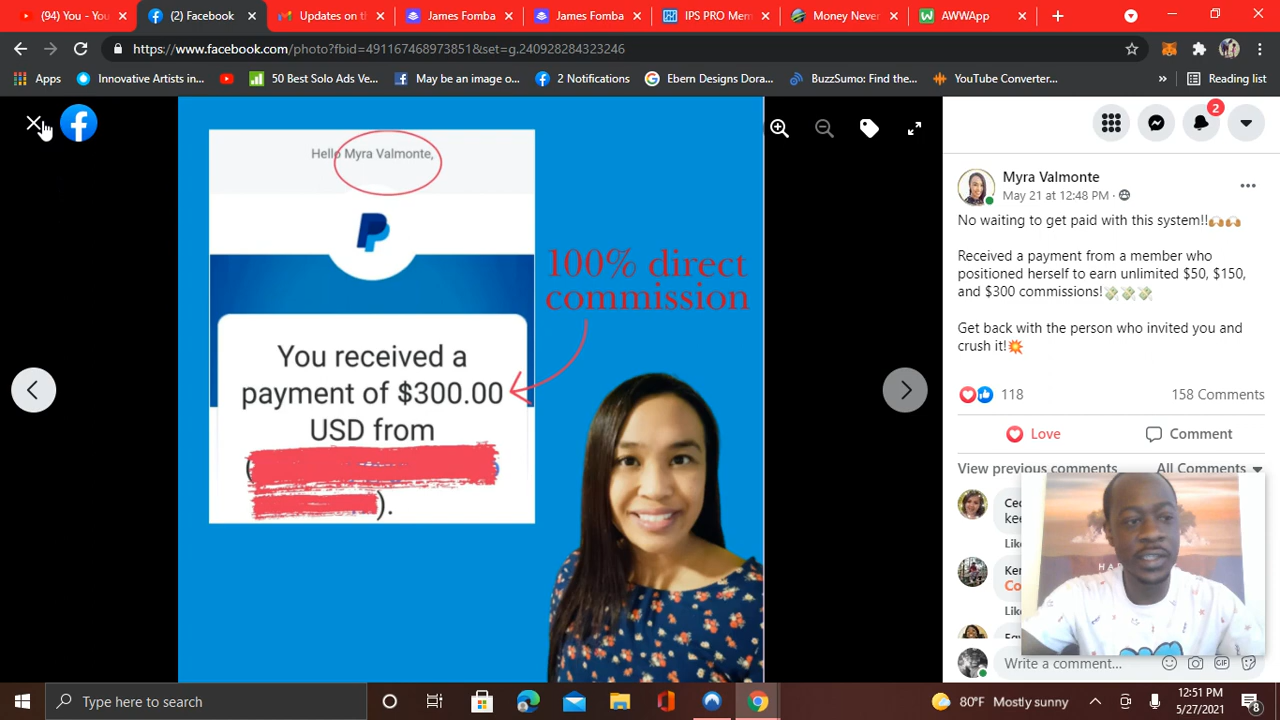 (94) You - You
(2) Facebook
Updates on th
James Fomba
James Fomba
IPS PRO Mem
Money Never
AWWApp
https://www.facebook.com/photo?fbid=491167468973851&set=g.240928284323246
Apps
Innovative Artists in...
50 Best Solo Ads Ve...
May be an image o...
2 Notifications
Ebern Designs Dora...
BuzzSumo: Find the...
YouTube Converter...
»
Reading list
Hello Myra Valmonte,
100% direct
commission
You received a
payment of $300.00
USD from
(
).
2
Myra Valmonte
May 21 at 12:48 PM ·
No waiting to get paid with this system!!
Received a payment from a member who
positioned herself to earn unlimited $50, $150,
and $300 commissions!
Get back with the person who invited you and
crush it!
118
158 Comments
Love
Comment
View previous comments
All Comments
Write a comment...
GIF
Type here to search
80°F Mostly sunny
12:51 PM
5/27/2021
8